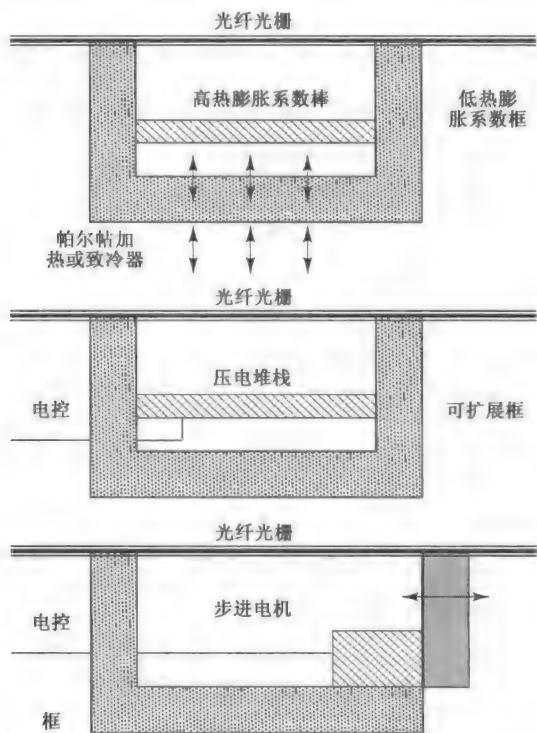 光纤光栅
高热膨胀系数棒
低热膨
胀系数框
帕尔帖加
热或致冷器
光纤光栅
压电堆栈
电控
可扩展框
光纤光栅
步进电机
电控
框